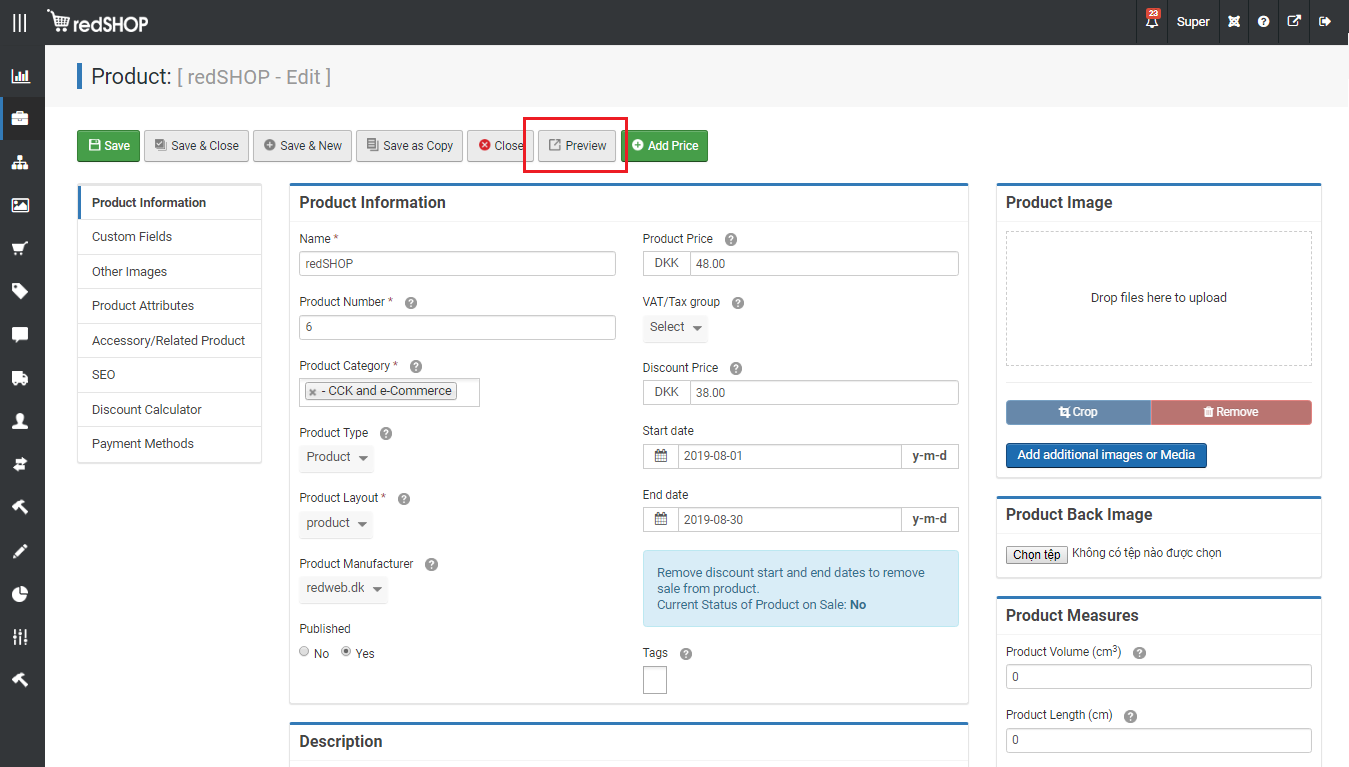 redSHOP
23
Super
Product: [ redSHOP - Edit ]
Save
Save & Close
Save & New
Save as Copy
Close
Preview
Add Price
Product Information
Custom Fields
Other Images
Product Attributes
Accessory/Related Product
SEO
Discount Calculator
Payment Methods
Product Information
Name *
redSHOP
Product Number *
6
Product Category *
- CCK and e-Commerce
Product Type
Product
Product Layout *
product
Product Manufacturer
redweb.dk
Published
No Yes
Product Price
DKK 48.00
VAT/Tax group
Select
Discount Price
DKK 38.00
Start date
2019-08-01 y-m-d
End date
2019-08-30 y-m-d
Remove discount start and end dates to remove
sale from product.
Current Status of Product on Sale: No
Tags
Description
Product Image
Drop files here to upload
Crop
Remove
Add additional images or Media
Product Back Image
Chọn tệp Không có tệp nào được chọn
Product Measures
Product Volume (cm³)
0
Product Length (cm)
0